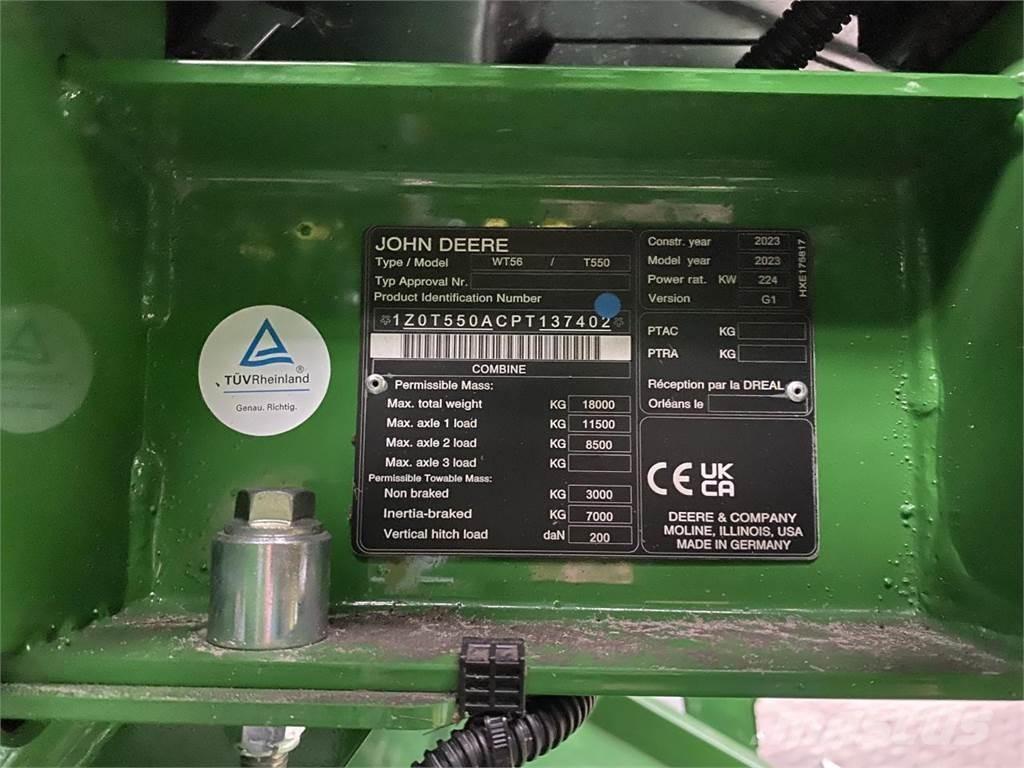 JOHN DEERE
Type / Model WT56 / T550
Typ Approval Nr.
Product Identification Number
*1Z0T550ACPT137402*
COMBINE
Permissible Mass:
Max. total weight KG 18000
Max. axle 1 load KG 11500
Max. axle 2 load KG 8500
Max. axle 3 load KG
Permissible Towable Mass:
Non braked KG 3000
Inertia-braked KG 7000
Vertical hitch load daN 200
Constr. year 2023
Model year 2023
Power rat. KW 224
Version G1
HXE175817
PTAC KG
PTRA KG
Réception par la DREAL
Orléans le
CE UK
CA
DEERE & COMPANY
MOLINE, ILLINOIS, USA
MADE IN GERMANY
TÜVRheinland®
Genau. Richtig.
mascus